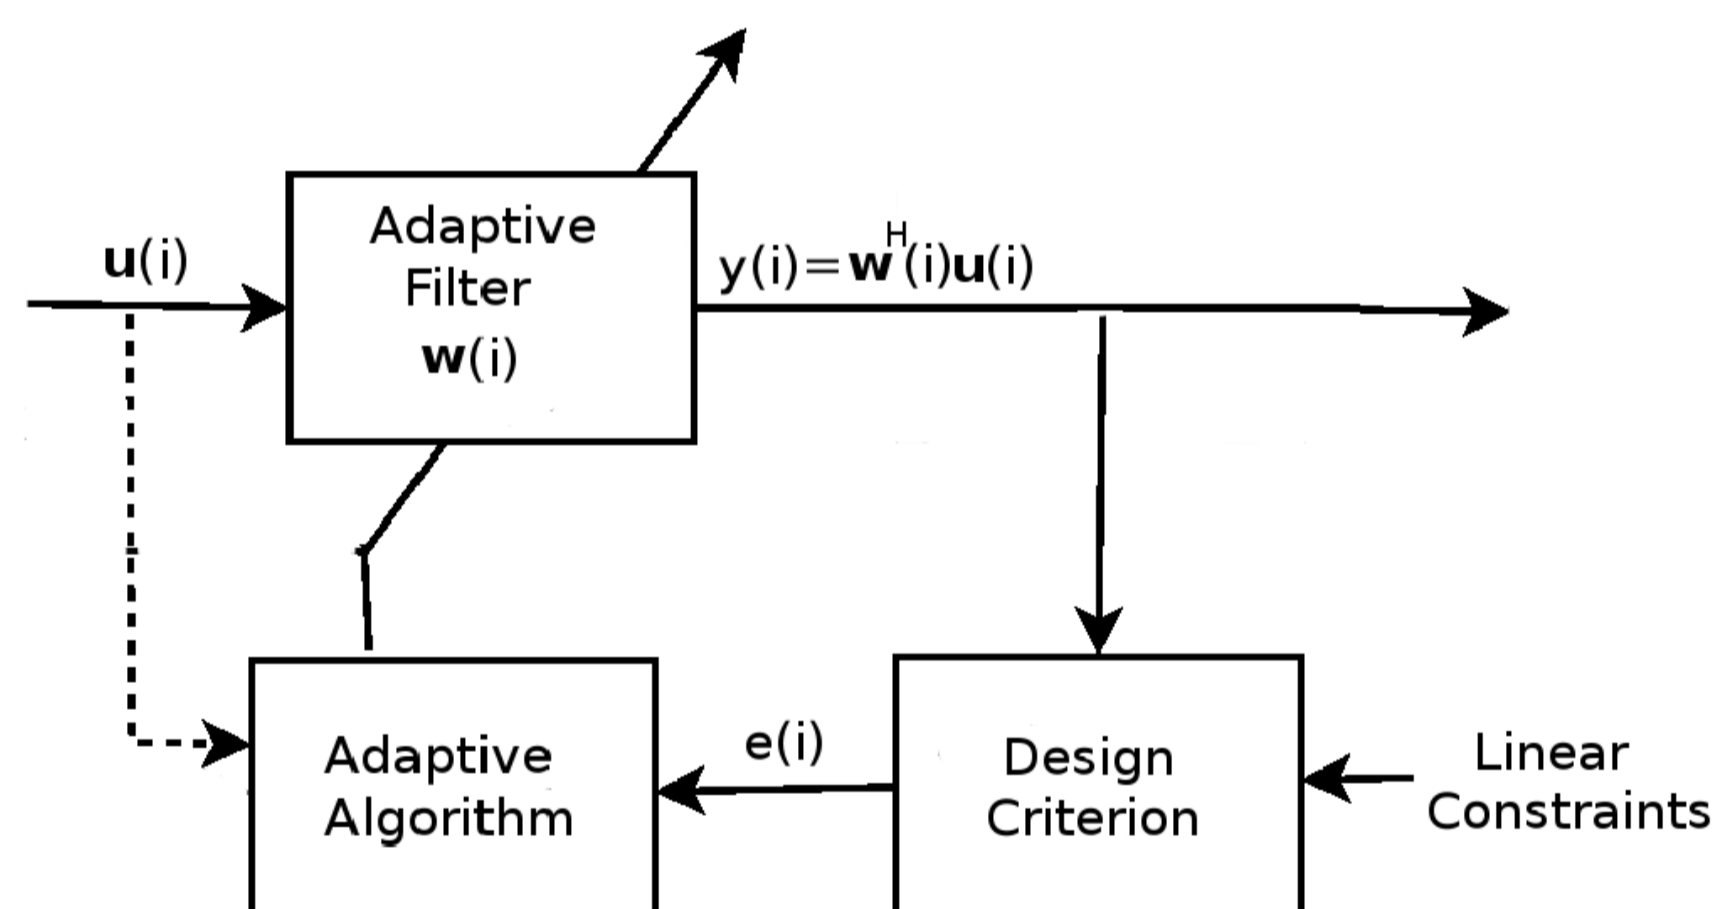 u(i)
Adaptive
Filter
w(i)
y(i)=w^H(i)u(i)
Adaptive
Algorithm
e(i)
Design
Criterion
Linear
Constraints